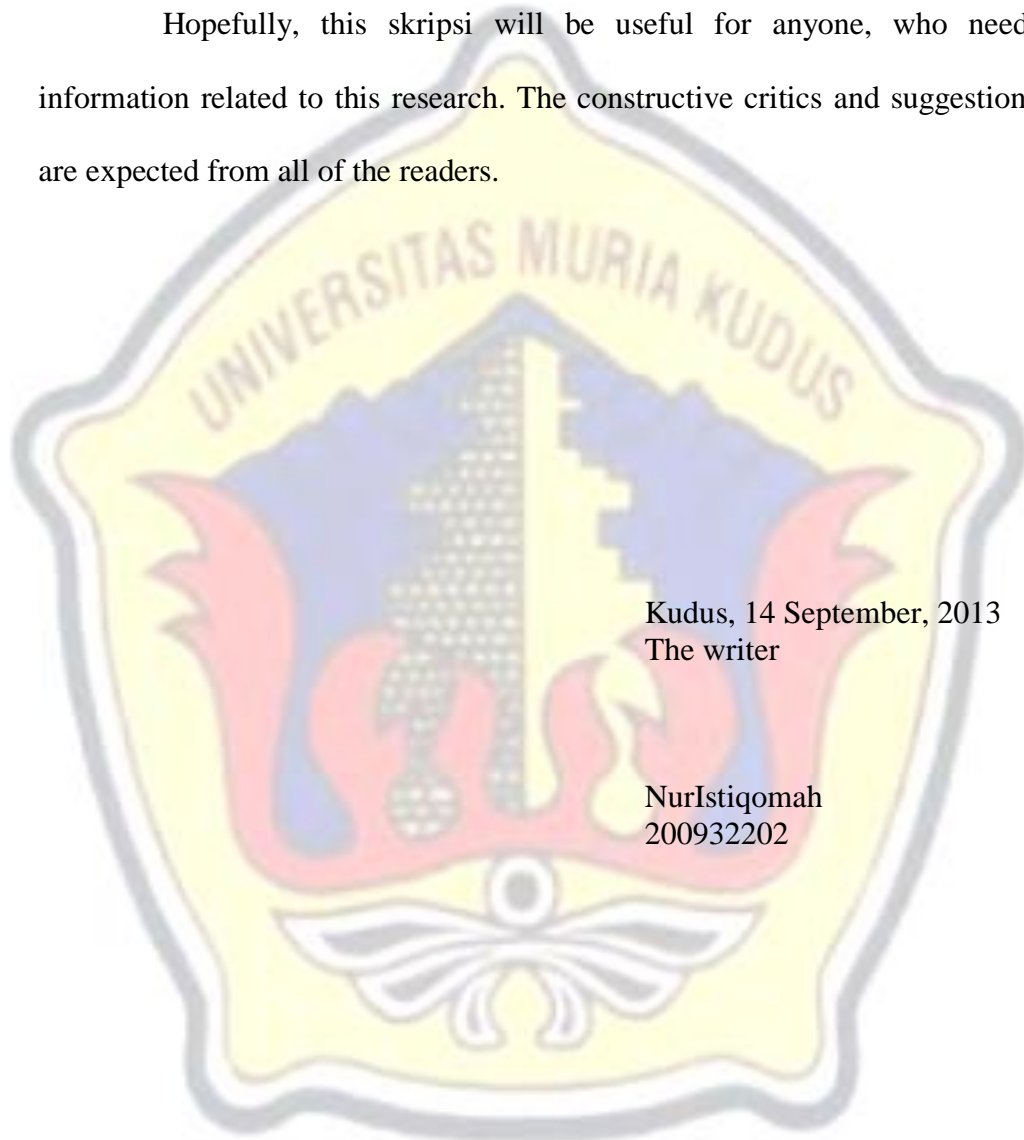 Hopefully, this skripsi will be useful for anyone, who need
information related to this research. The constructive critics and suggestion
are expected from all of the readers.
UNIVERSITAS MURIA KUDUS
Kudus, 14 September, 2013
The writer
NurIstiqomah
200932202